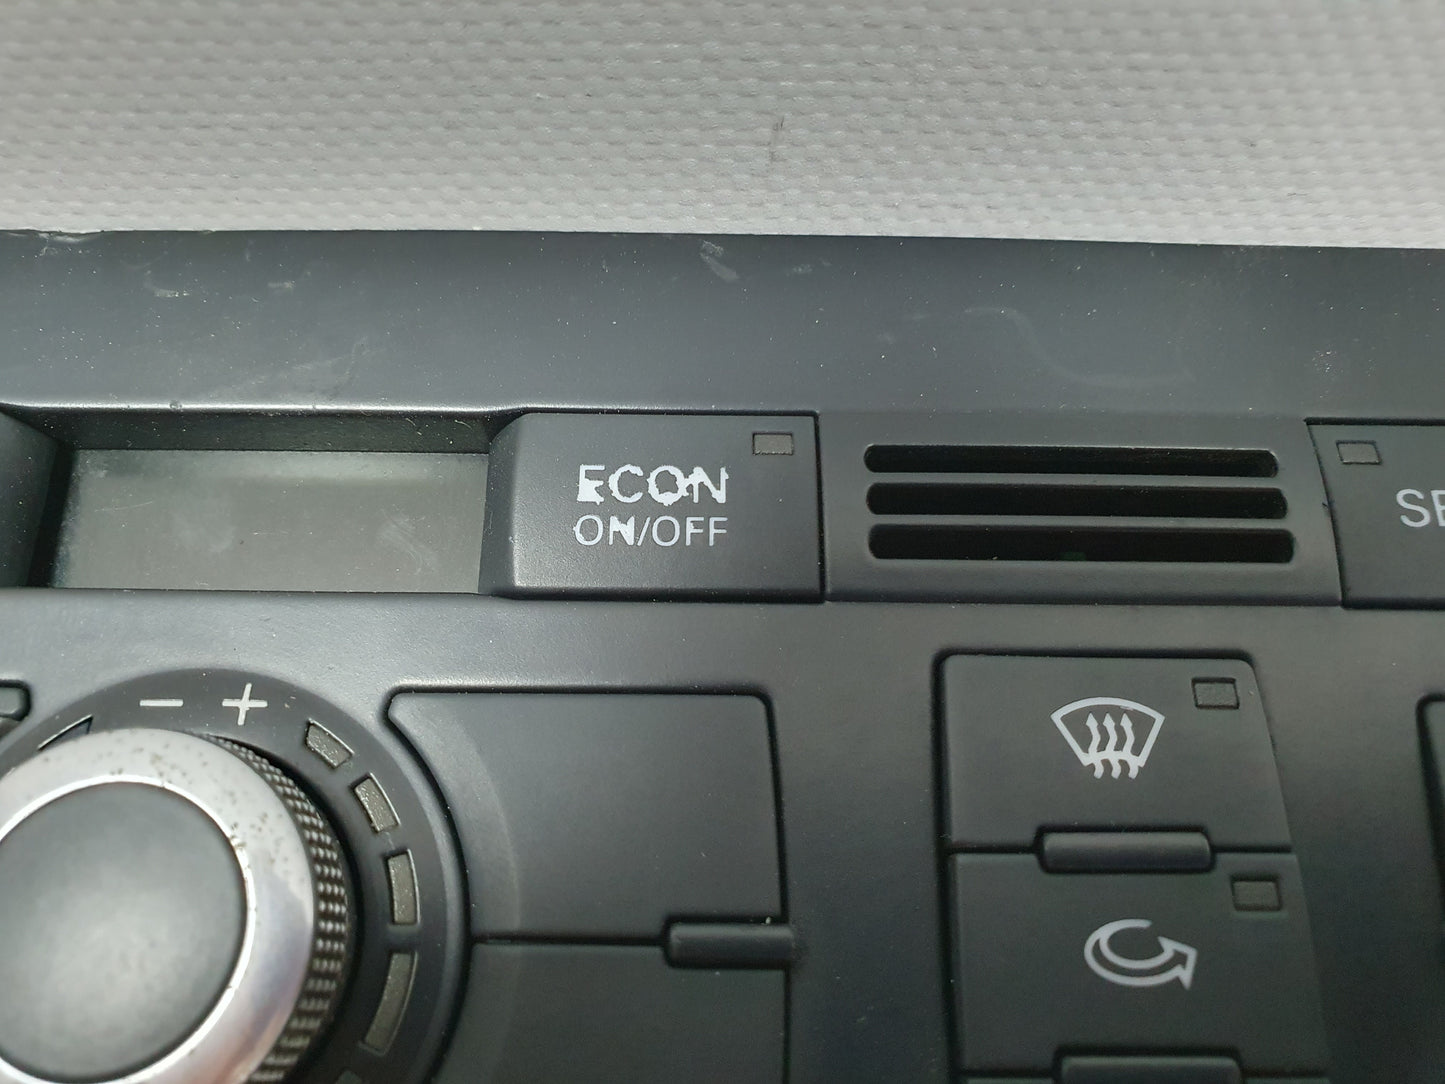 ECON
ON/OFF
− +